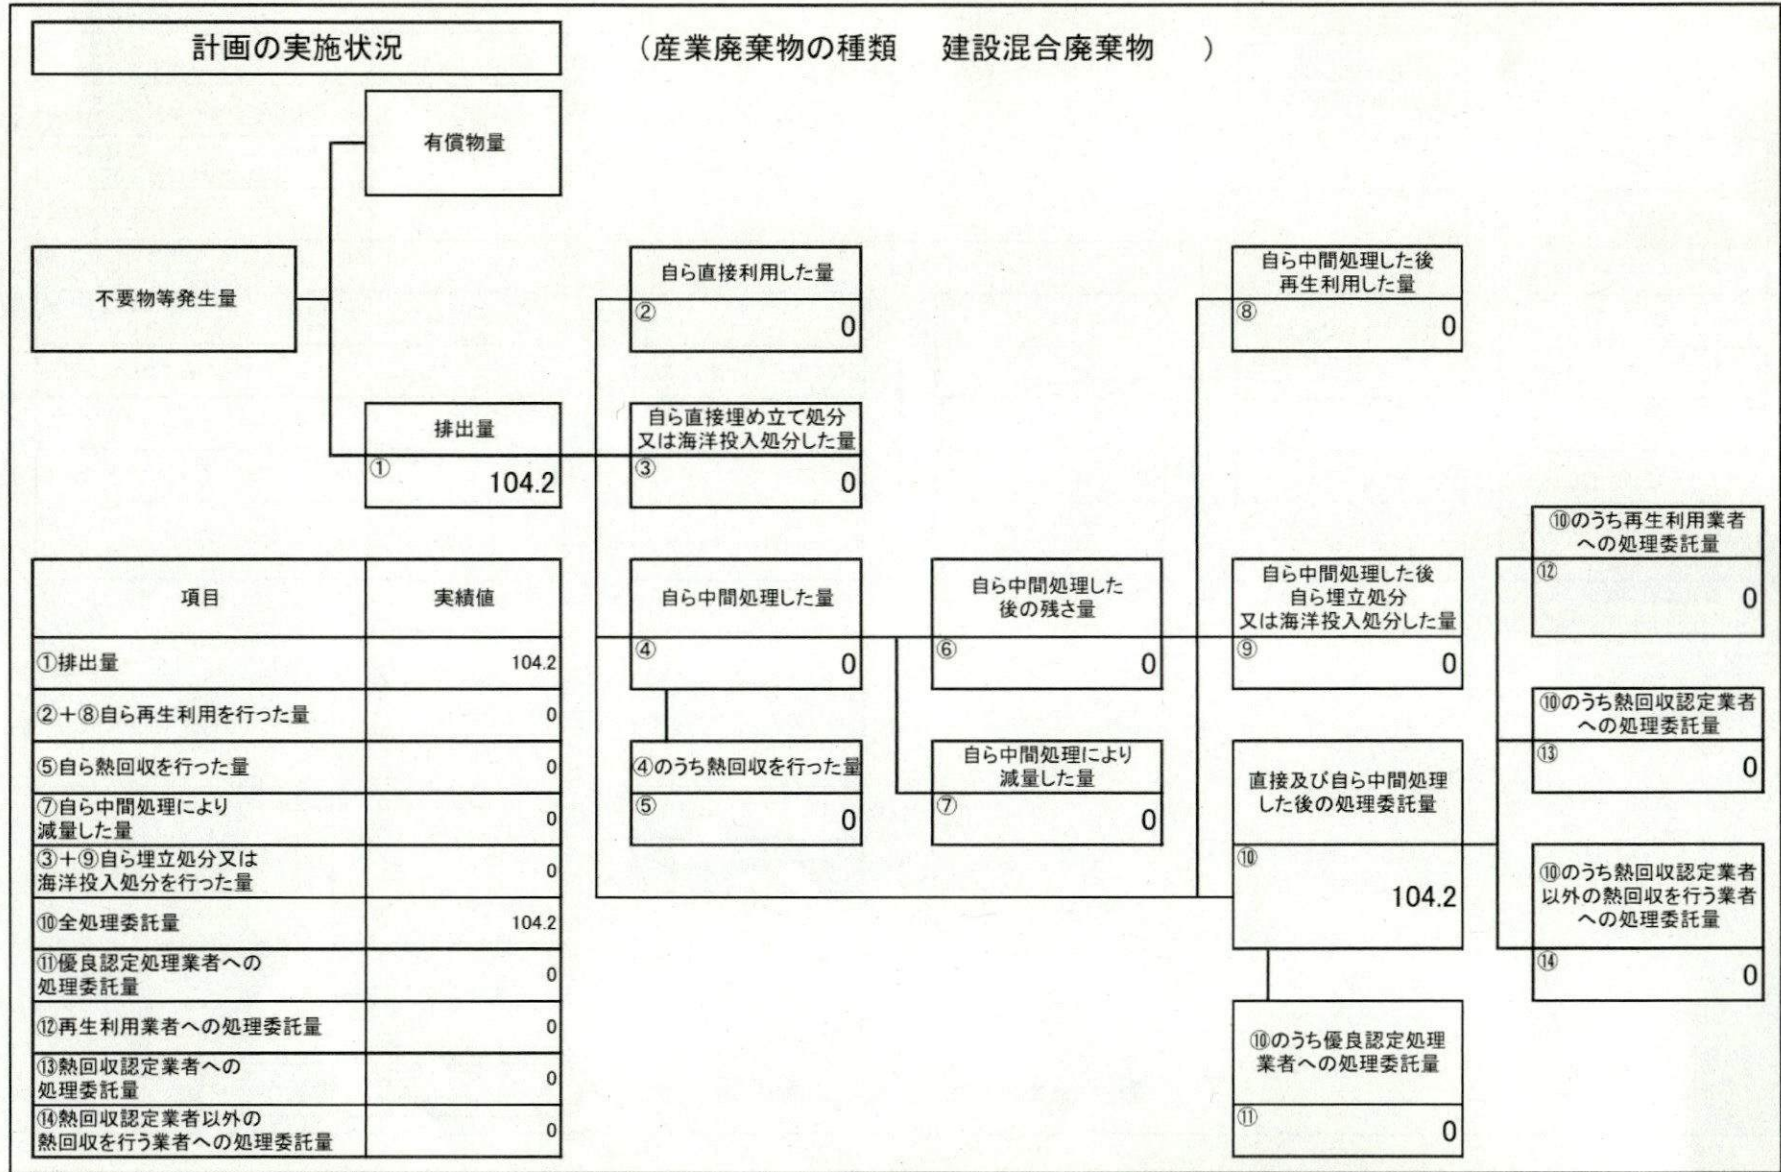 計画の実施状況 （産業廃棄物の種類 建設混合廃棄物 ）
有償物量
不要物等発生量
排出量
①
104.2
自ら直接利用した量
②
0
自ら直接埋め立て処分
又は海洋投入処分した量
③
0
自ら中間処理した量
④
0
④のうち熱回収を行った量
⑤
0
自ら中間処理した
後の残さ量
⑥
0
自ら中間処理により
減量した量
⑦
0
自ら中間処理した後
再生利用した量
⑧
0
自ら中間処理した後
自ら埋立処分
又は海洋投入処分した量
⑨
0
直接及び自ら中間処理
した後の処理委託量
⑩
104.2
⑩のうち優良認定処理
業者への処理委託量
⑪
0
⑩のうち再生利用業者
への処理委託量
⑫
0
⑩のうち熱回収認定業者
への処理委託量
⑬
0
⑩のうち熱回収認定業者
以外の熱回収を行う業者
への処理委託量
⑭
0
項目 実績値
①排出量 104.2
②＋⑧自ら再生利用を行った量 0
⑤自ら熱回収を行った量 0
⑦自ら中間処理により
減量した量 0
③＋⑨自ら埋立処分又は
海洋投入処分を行った量 0
⑩全処理委託量 104.2
⑪優良認定処理業者への
処理委託量 0
⑫再生利用業者への処理委託量 0
⑬熱回収認定業者への
処理委託量 0
⑭熱回収認定業者以外の
熱回収を行う業者への処理委託量 0